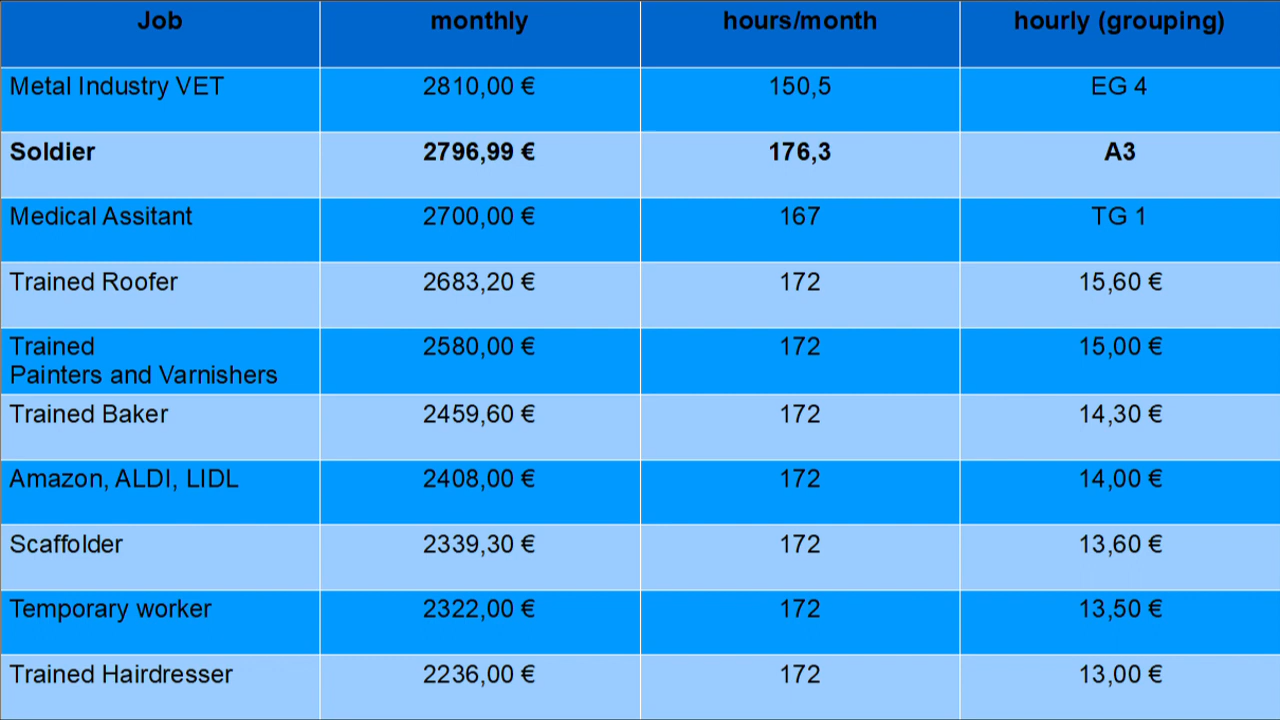 Job monthly hours/month hourly (grouping)
Metal Industry VET 2810,00 € 150,5 EG 4
Soldier 2796,99 € 176,3 A3
Medical Assitant 2700,00 € 167 TG 1
Trained Roofer 2683,20 € 172 15,60 €
Trained 2580,00 € 172 15,00 €
Painters and Varnishers
Trained Baker 2459,60 € 172 14,30 €
Amazon, ALDI, LIDL 2408,00 € 172 14,00 €
Scaffolder 2339,30 € 172 13,60 €
Temporary worker 2322,00 € 172 13,50 €
Trained Hairdresser 2236,00 € 172 13,00 €